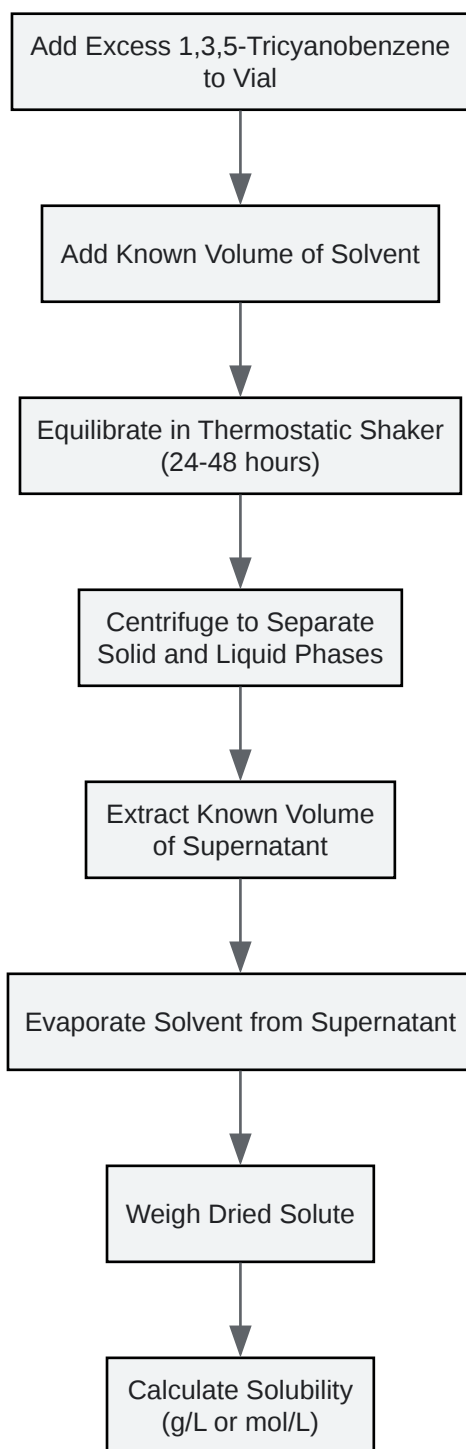 Add Excess 1,3,5-Tricyanobenzene
to Vial
Add Known Volume of Solvent
Equilibrate in Thermostatic Shaker
(24-48 hours)
Centrifuge to Separate
Solid and Liquid Phases
Extract Known Volume
of Supernatant
Evaporate Solvent from Supernatant
Weigh Dried Solute
Calculate Solubility
(g/L or mol/L)